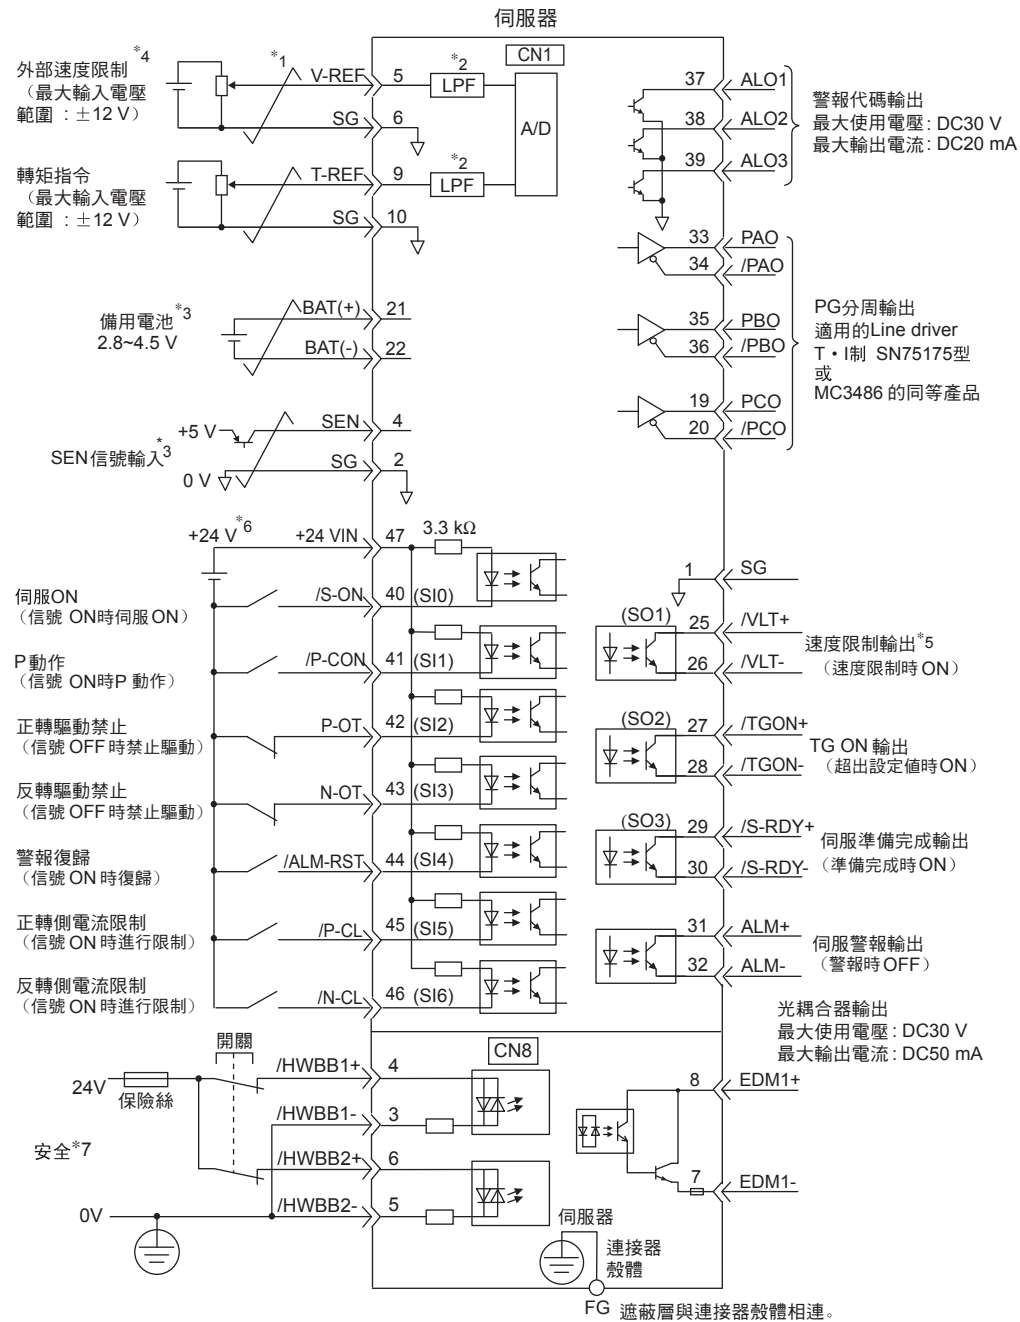 伺服器
CN1
外部速度限制 *4
（最大輸入電壓
範圍：±12 V）
*1
V-REF 5
*2
LPF
SG 6
A/D
轉矩指令
（最大輸入電壓
範圍 ：±12 V）
T-REF 9
*2
LPF
SG 10
備用電池*3
2.8~4.5 V
BAT(+) 21
BAT(-) 22
+5 V
SEN 4
SEN信號輸入*3
SG 2
0 V
+24 V*6
+24 VIN 47
3.3 kΩ
伺服ON
（信號 ON時伺服ON）
/S-ON 40 (SI0)
P動作
（信號 ON時P 動作）
/P-CON 41 (SI1)
正轉驅動禁止
（信號 OFF時禁止驅動）
P-OT 42 (SI2)
反轉驅動禁止
（信號 OFF時禁止驅動）
N-OT 43 (SI3)
警報復歸
（信號 ON 時復歸）
/ALM-RST 44 (SI4)
正轉側電流限制
（信號 ON 時進行限制）
/P-CL 45 (SI5)
反轉側電流限制
（信號 ON 時進行限制）
/N-CL 46 (SI6)
37 ALO1
38 ALO2
39 ALO3
警報代碼輸出
最大使用電壓：DC30 V
最大輸出電流：DC20 mA
33 PAO
34 /PAO
35 PBO
36 /PBO
19 PCO
20 /PCO
PG分周輸出
適用的Line driver
T・I制 SN75175型
或
MC3486 的同等產品
1 SG
(SO1) 25 /VLT+
26 /VLT-
速度限制輸出*5
（速度限制時 ON）
(SO2) 27 /TGON+
28 /TGON-
TG ON 輸出
（超出設定值時ON）
(SO3) 29 /S-RDY+
30 /S-RDY-
伺服準備完成輸出
（準備完成時ON）
31 ALM+
32 ALM-
伺服警報輸出
（警報時OFF）
光耦合器輸出
最大使用電壓：DC30 V
最大輸出電流：DC50 mA
開關
CN8
24V
保險絲
/HWBB1+ 4
/HWBB1- 3
安全*7
/HWBB2+ 6
/HWBB2- 5
0V
8 EDM1+
7 EDM1-
伺服器
連接器
殼體
FG 遮蔽層與連接器殼體相連。